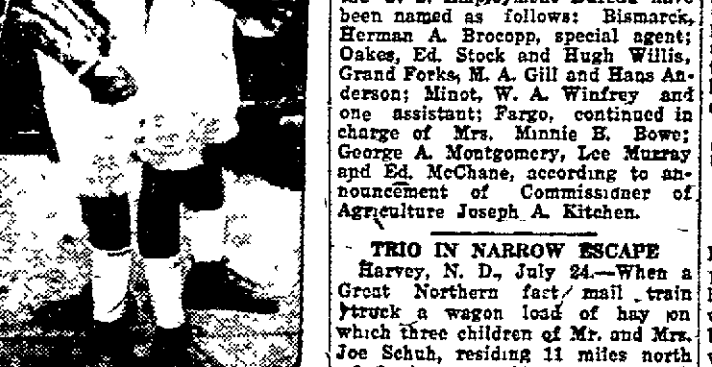 been named as follows: Bismarck,
Herman A. Brocopp, special agent;
Oakes, Ed. Stock and Hugh Willis,
Grand Forks, M. A. Gill and Hans An-
derson; Minot, W. A. Winfrey and
one assistant; Fargo, continued in
charge of Mrs. Minnie B. Bowe;
George A. Montgomery, Lee Murray
and Ed. McChane, according to an-
nouncement of Commissioner of
Agriculture Joseph A. Kitchen.
TRIO IN NARROW ESCAPE
Harvey, N. D., July 24.—When a
Great Northern fast mail train
struck a wagon load of hay on
which three children of Mr. and Mrs.
Joe Schuh, residing 11 miles north